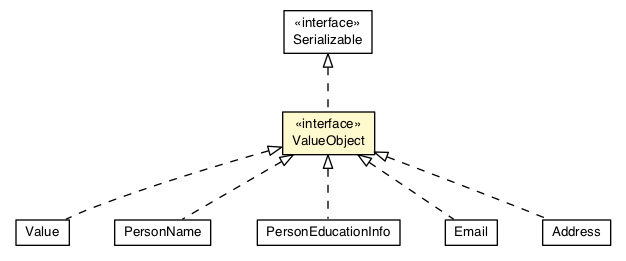 «interface»
Serializable
«interface»
ValueObject
Value
PersonName
PersonEducationInfo
Email
Address